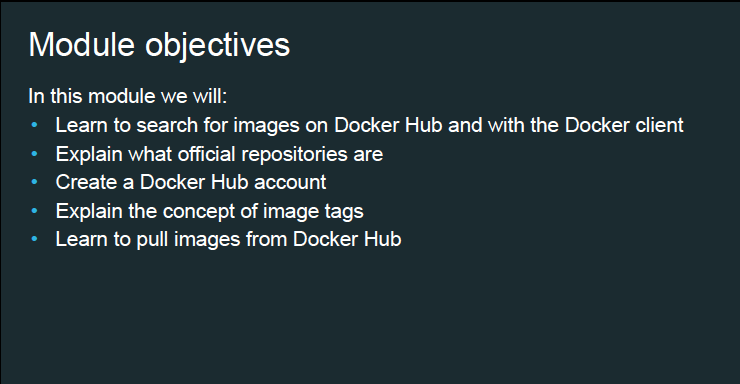 Module objectives
In this module we will:
• Learn to search for images on Docker Hub and with the Docker client
• Explain what official repositories are
• Create a Docker Hub account
• Explain the concept of image tags
• Learn to pull images from Docker Hub